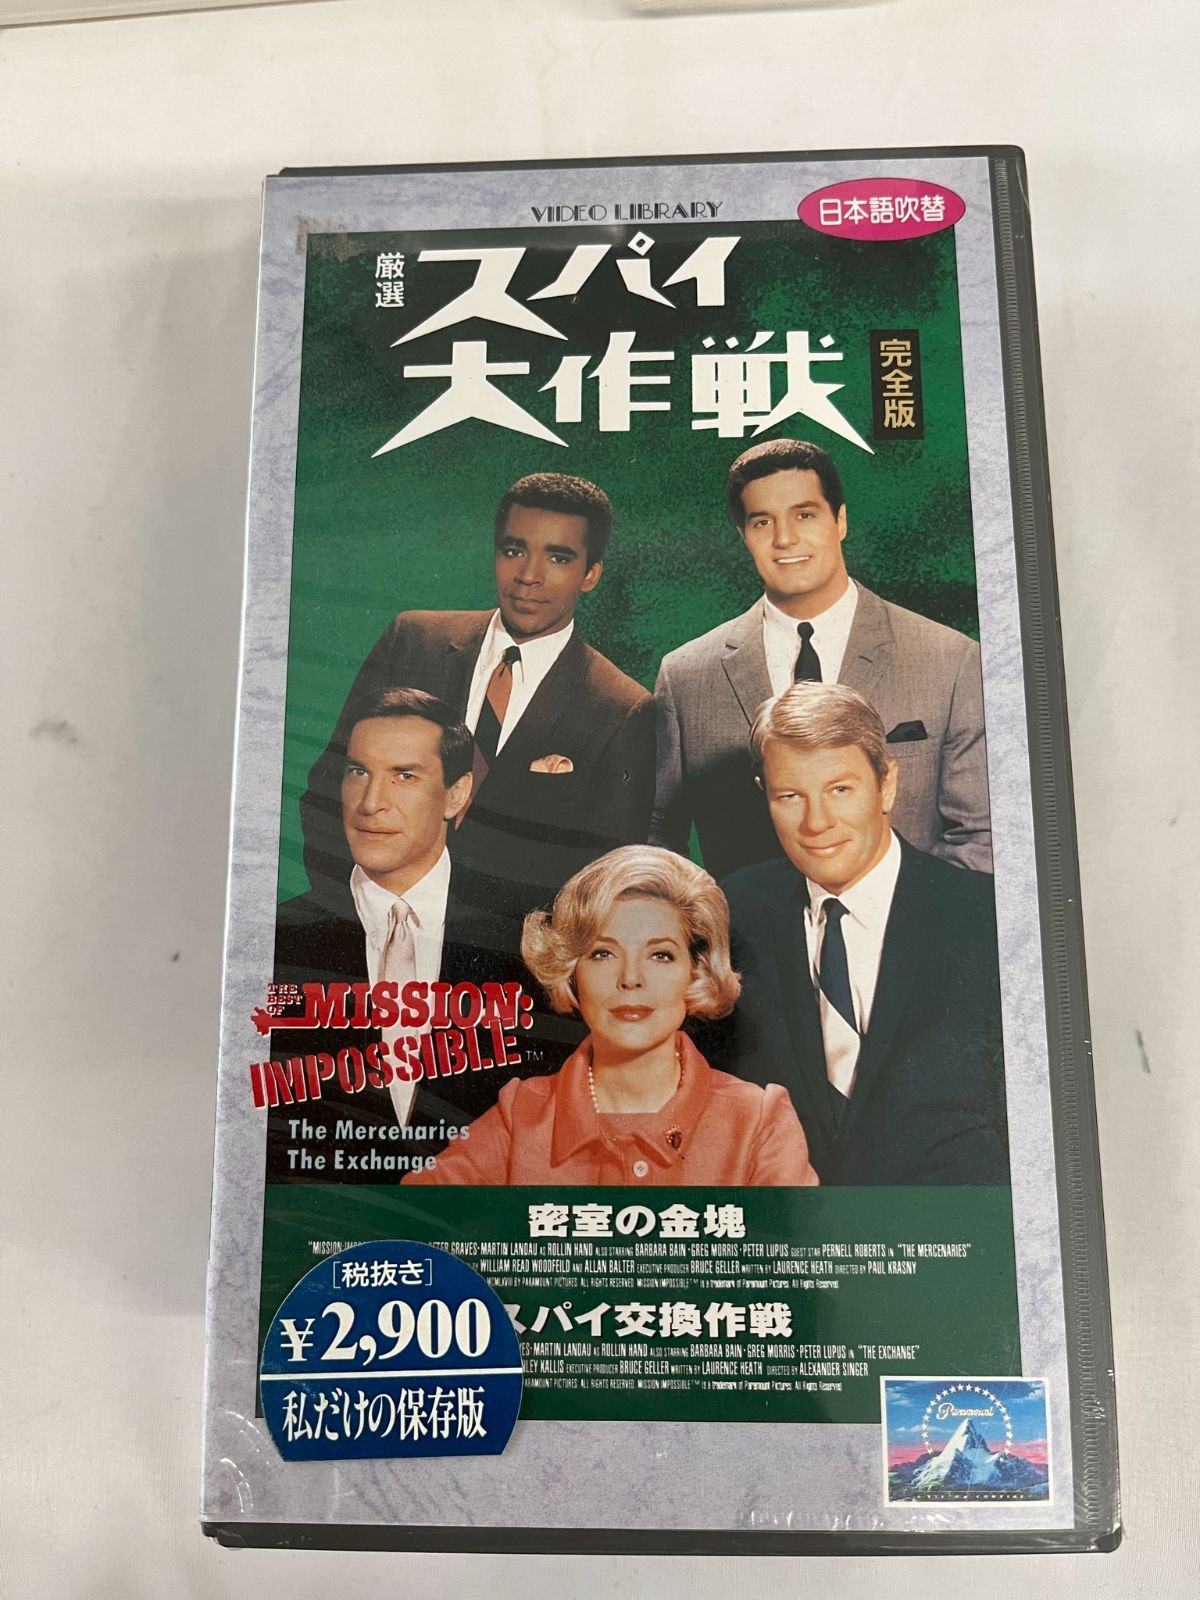 VIDEO LIBRARY
日本語吹替
厳選
スパイ
大作戦
完全版
THE BEST OF MISSION:
IMPOSSIBLE™
The Mercenaries
The Exchange
密室の金塊
GRAVES · MARTIN LANDAU AS ROLLIN HAND ALSO STARRING BARBARA BAIN · GREG MORRIS · PETER LUPUS GUEST STAR PERNELL ROBERTS IN "THE MERCENARIES"
WILLIAM READ WOODFEILD AND ALLAN BALTER EXECUTIVE PRODUCER BRUCE GELLER WRITTEN BY LAURENCE HEATH DIRECTED BY PAUL KRASNY
BY PARAMOUNT PICTURES. ALL RIGHTS RESERVED. MISSION:IMPOSSIBLE™ is a trademark of Paramount Pictures. All Rights Reserved.
スパイ交換作戦
MARTIN LANDAU AS ROLLIN HAND ALSO STARRING BARBARA BAIN · GREG MORRIS · PETER LUPUS IN "THE EXCHANGE"
KALLIS EXECUTIVE PRODUCER BRUCE GELLER WRITTEN BY LAURENCE HEATH DIRECTED BY ALEXANDER SINGER
PARAMOUNT PICTURES. ALL RIGHTS RESERVED. MISSION:IMPOSSIBLE™ is a trademark of Paramount Pictures. All Rights Reserved.
[税抜き]
¥2,900
私だけの保存版
Paramount